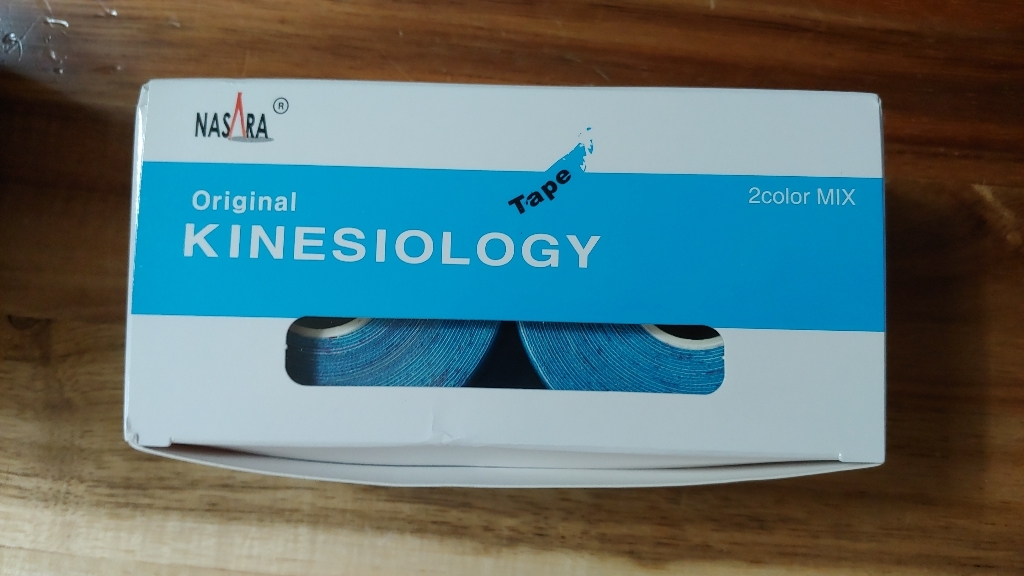 NASARA ®
Tape
Original
2color MIX
KINESIOLOGY